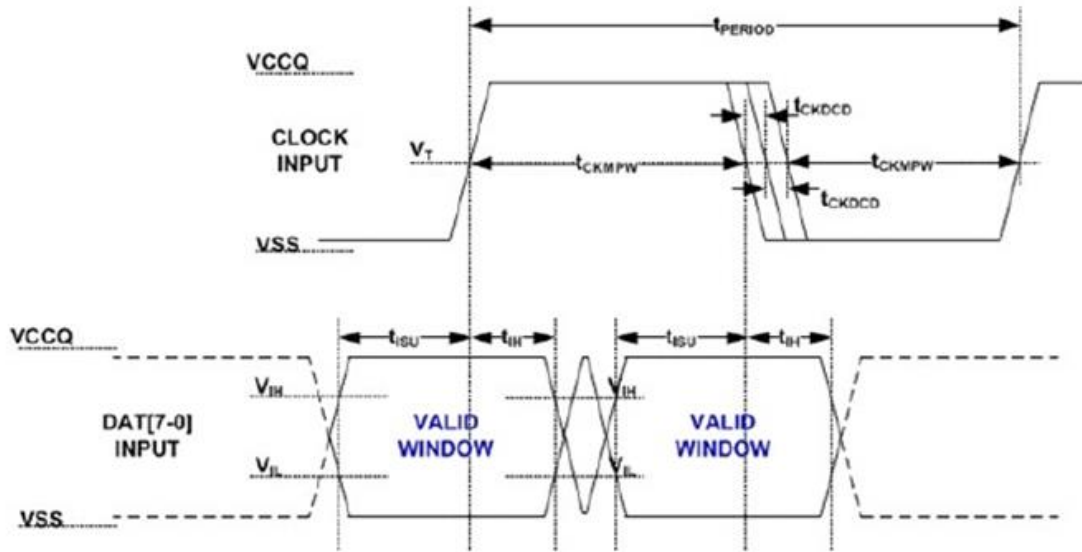 tPERIOD
VCCQ
tCKDCD
CLOCK
INPUT
VT
tCKMPW
tCKMPW
tCKDCD
VSS
VCCQ
tISU
tIH
tISU
tIH
VIH
VIH
DAT[7-0]
INPUT
VALID
WINDOW
VALID
WINDOW
VIL
VIL
VSS